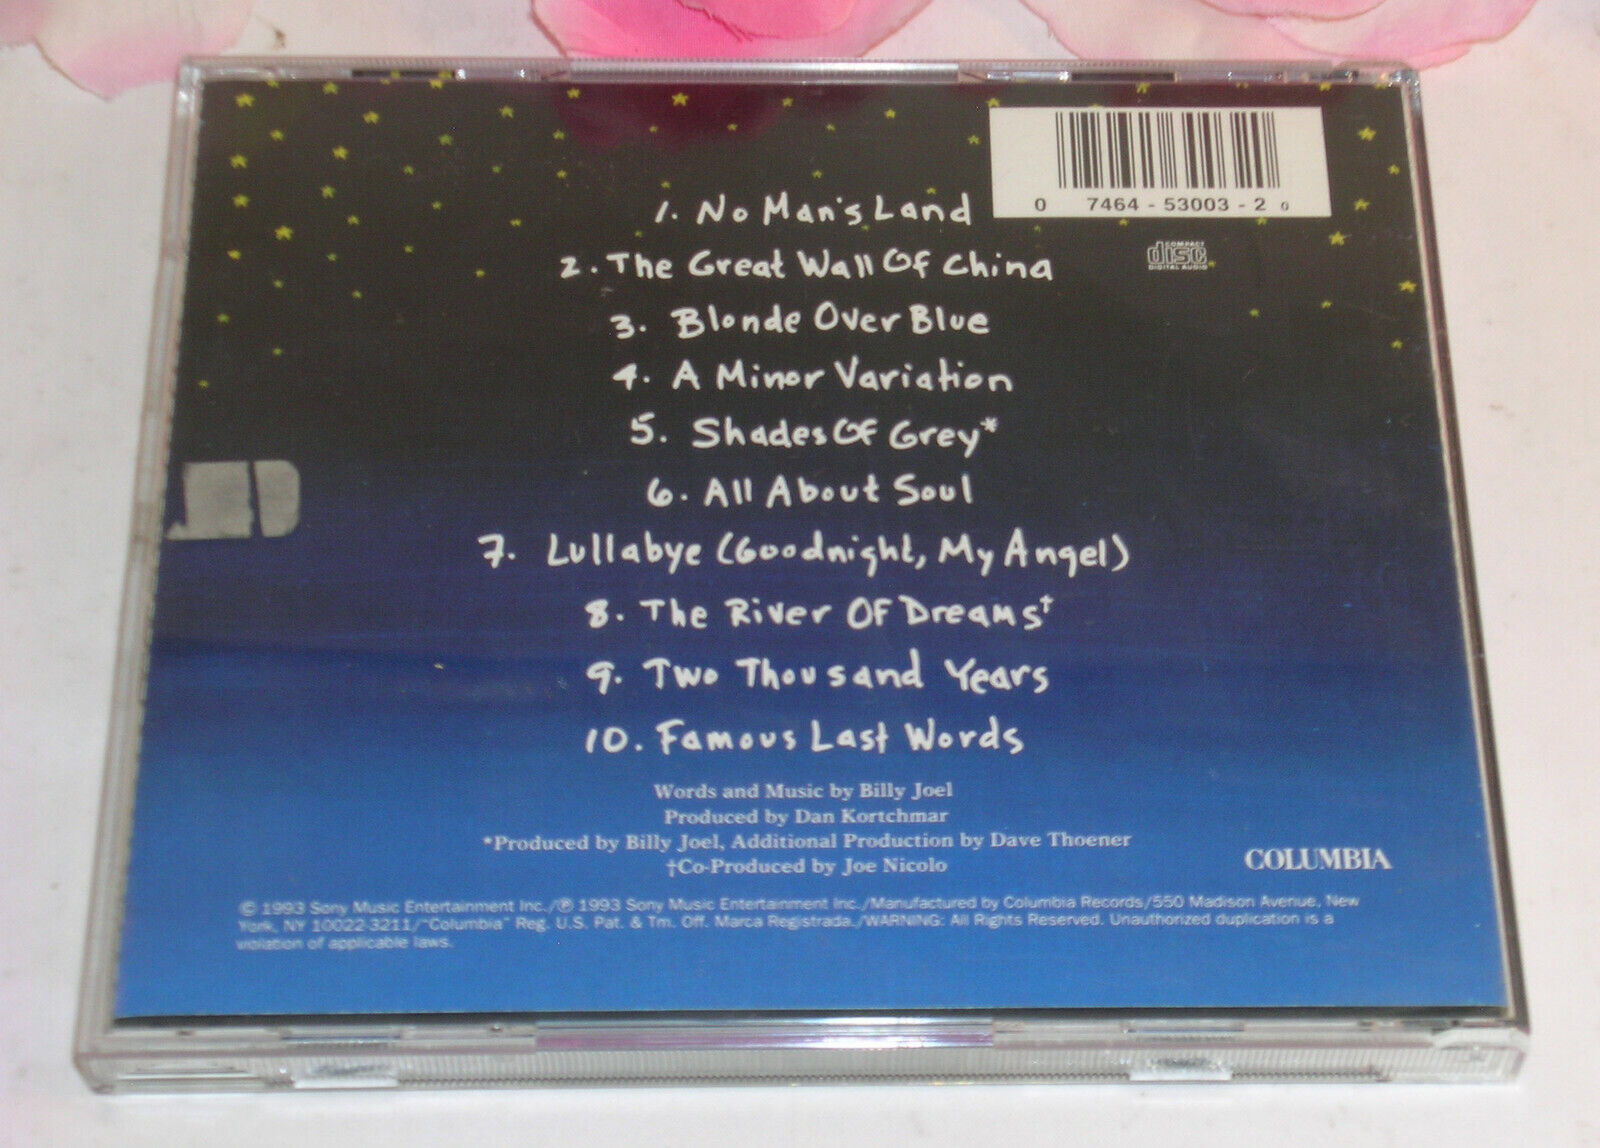 0 7464-53003-2 0
COMPACT
disc
DIGITAL AUDIO
1. No Man's Land
2. The Great Wall Of China
3. Blonde Over Blue
4. A Minor Variation
5. Shades Of Grey*
6. All About Soul
7. Lullabye (Goodnight, My Angel)
8. The River Of Dreams†
9. Two Thousand Years
10. Famous Last Words
Words and Music by Billy Joel
Produced by Dan Kortchmar
*Produced by Billy Joel, Additional Production by Dave Thoener
†Co-Produced by Joe Nicolo
COLUMBIA
© 1993 Sony Music Entertainment Inc./℗ 1993 Sony Music Entertainment Inc./Manufactured by Columbia Records/550 Madison Avenue, New
York, NY 10022-3211/"Columbia" Reg. U.S. Pat. & Tm. Off. Marca Registrada./WARNING: All Rights Reserved. Unauthorized duplication is a
violation of applicable laws.